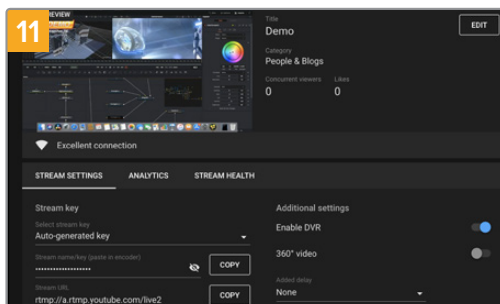 11
REVIEW
Title
Demo
EDIT
Category
People & Blogs
Concurrent viewers
Likes
0
0
Excellent connection
STREAM SETTINGS
ANALYTICS
STREAM HEALTH
Stream key
Additional settings
Select stream key
Auto-generated key
Enable DVR
Stream name/key (paste in encoder)
••••••••••••••••••
COPY
360° video
Stream URL
rtmp://a.rtmp.youtube.com/live2
COPY
Added delay
None